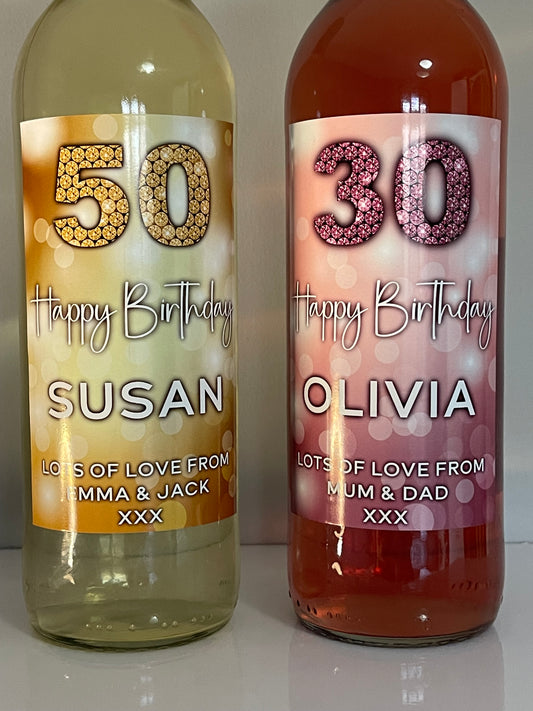 50
Happy Birthday
SUSAN
LOTS OF LOVE FROM
EMMA & JACK
XXX
30
Happy Birthday
OLIVIA
LOTS OF LOVE FROM
MUM & DAD
XXX